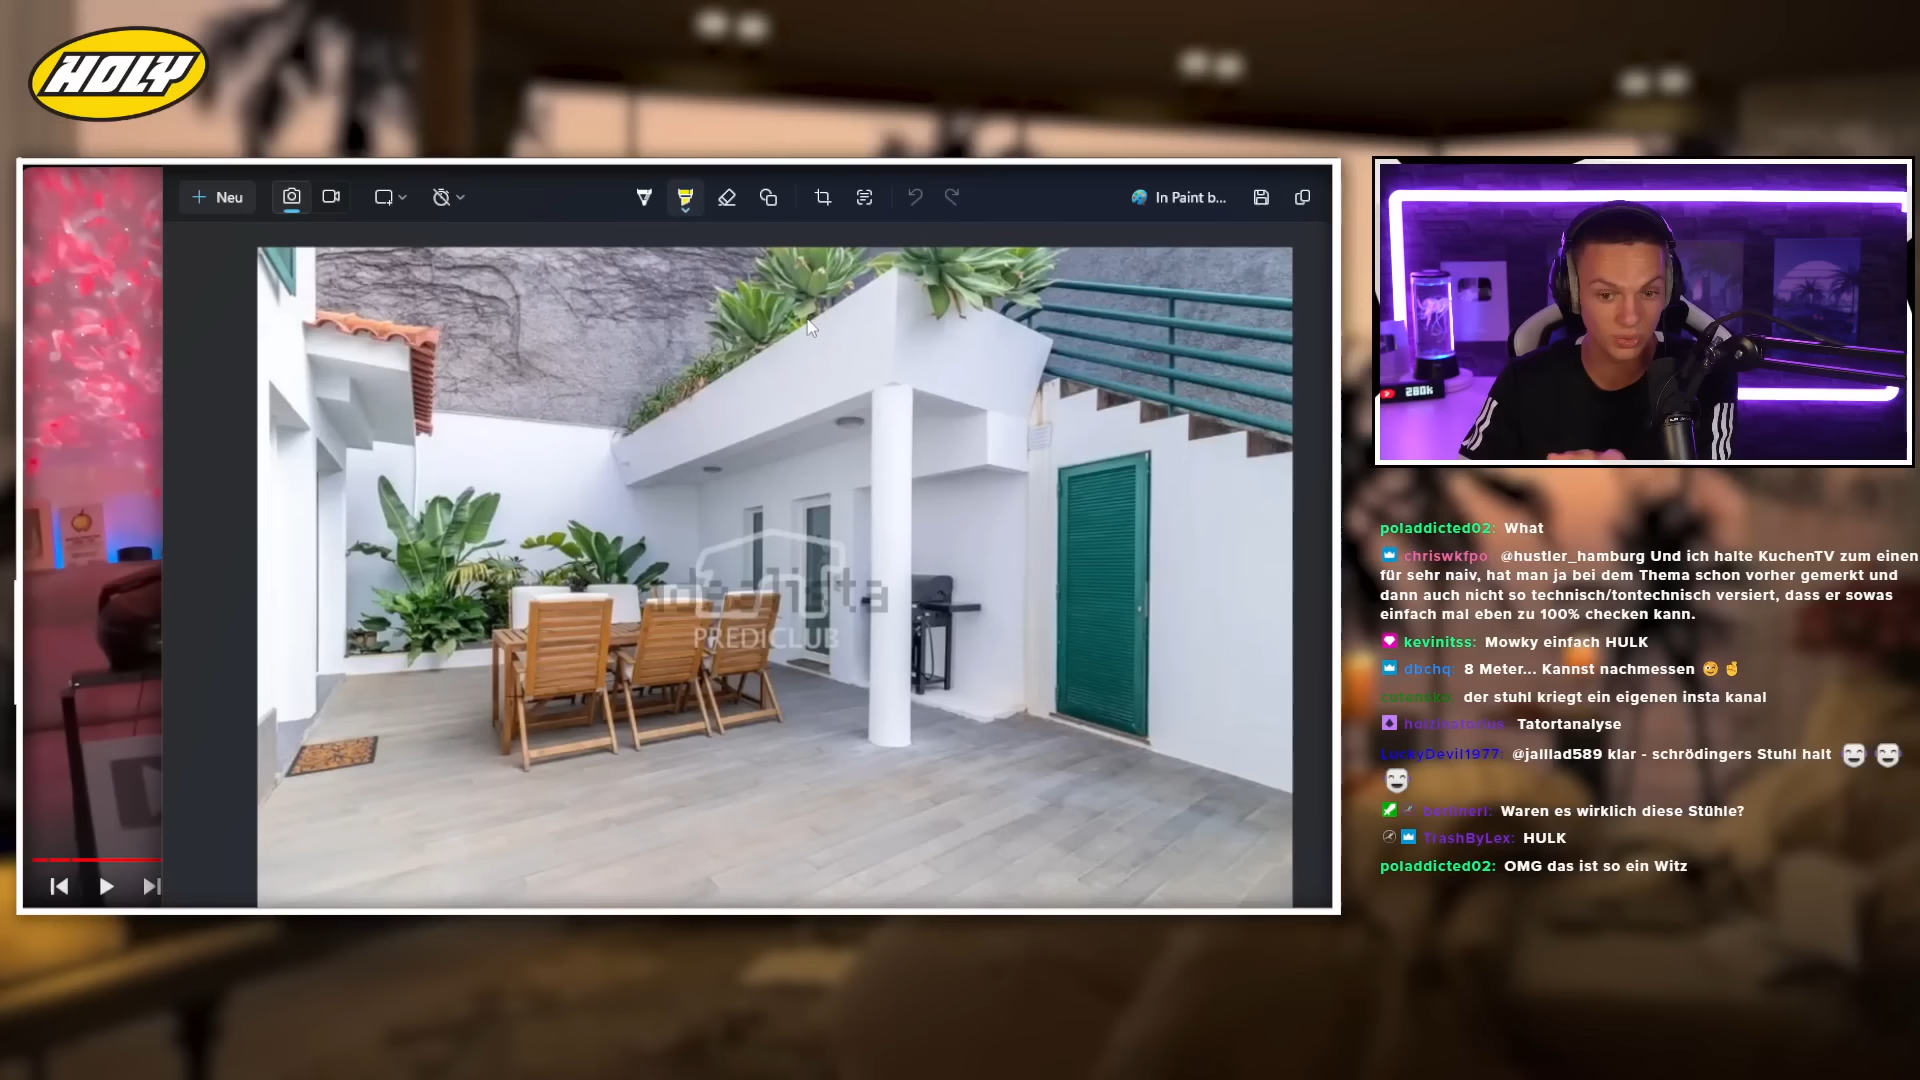 HOLY
Neu
In Paint b...
idealista
PREDICLUB
280k
poladdicted02: What
chriswkfpo @hustler_hamburg Und ich halte KuchenTV zum einen
für sehr naiv, hat man ja bei dem Thema schon vorher gemerkt und
dann auch nicht so technisch/tontechnisch versiert, dass er sowas
einfach mal eben zu 100% checken kann.
kevinitss: Mowky einfach HULK
dbchq: 8 Meter... Kannst nachmessen
der stuhl kriegt ein eigenen insta kanal
Tatortanalyse
LuckyDevil1977: @jalllad589 klar - schrödingers Stuhl halt
berlineri: Waren es wirklich diese Stühle?
TrashByLex: HULK
poladdicted02: OMG das ist so ein Witz